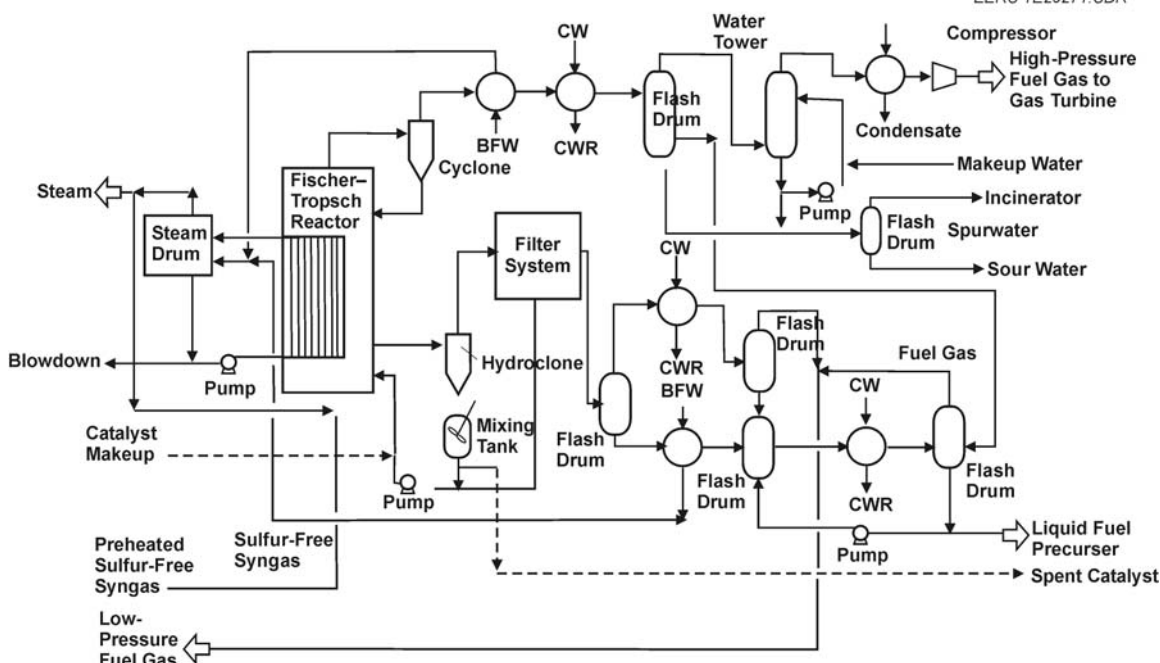 CW
Water
Tower
Compressor
High-Pressure
Fuel Gas to
Gas Turbine
Flash
Drum
BFW
CWR
Condensate
Cyclone
Makeup Water
Steam
Fischer–
Tropsch
Reactor
Incinerator
Pump
Flash
Drum
Spurwater
Steam
Drum
Filter
System
CW
Sour Water
Flash
Drum
Hydroclone
CWR
BFW
Fuel Gas
Blowdown
Pump
CW
Mixing
Tank
Catalyst
Makeup
Flash
Drum
Flash
Drum
Flash
Drum
Pump
CWR
Preheated
Sulfur-Free
Syngas
Sulfur-Free
Syngas
Pump
Liquid Fuel
Precurser
Spent Catalyst
Low-
Pressure
Fuel Gas